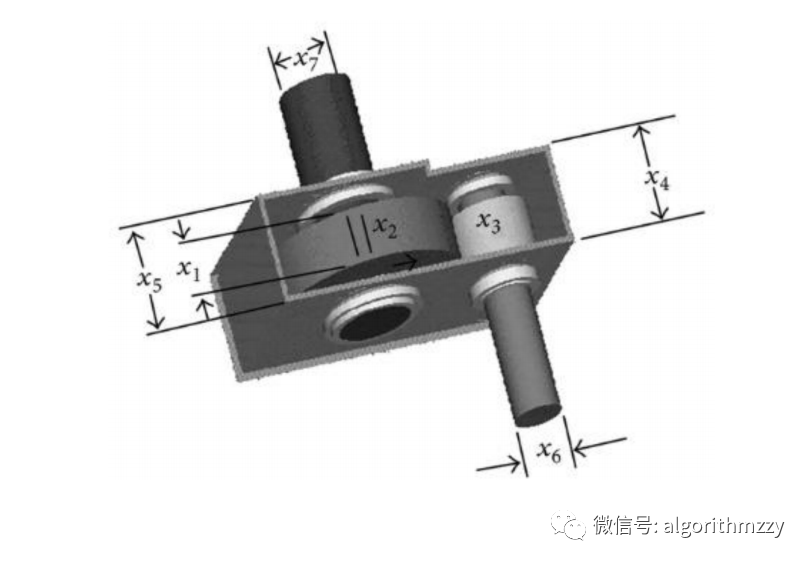 x7
x4
x2
x3
x5
x1
x6
微信号: algorithmzzy